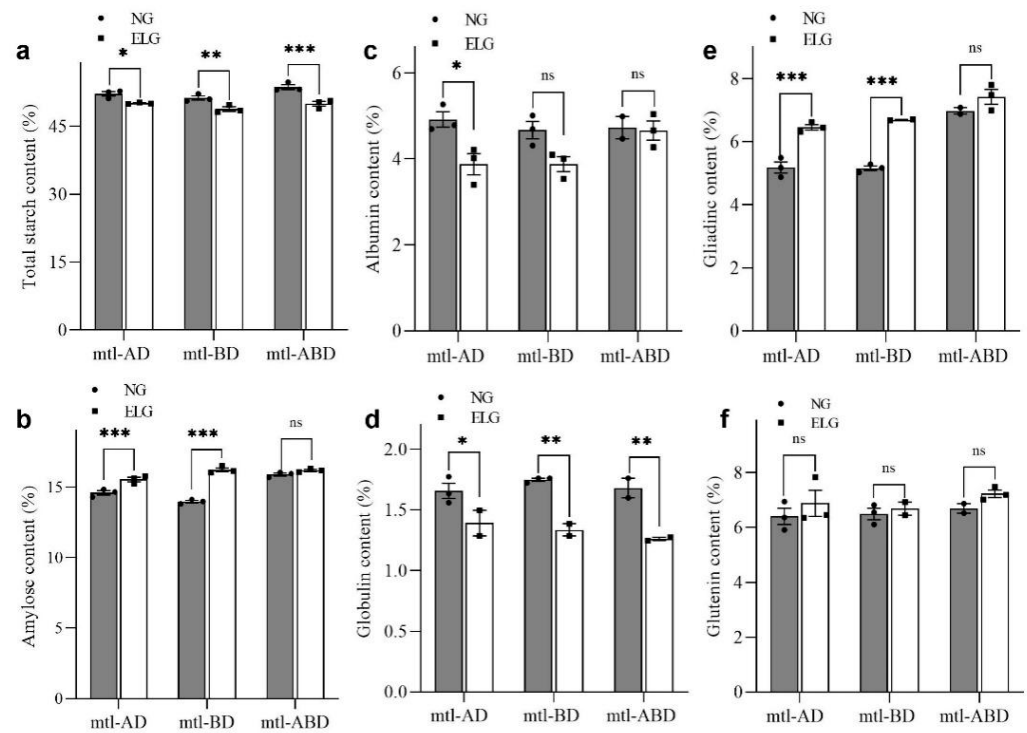 a
NG
ELG
*
**
***
Total starch content (%)
45
30
15
0
mtl-AD
mtl-BD
mtl-ABD
c
NG
ELG
*
ns
ns
Albumin content (%)
6
4
2
0
mtl-AD
mtl-BD
mtl-ABD
e
NG
ELG
***
***
ns
Gliadinc ontent (%)
8
6
4
2
0
mtl-AD
mtl-BD
mtl-ABD
b
NG
ELG
***
***
ns
Amylose content (%)
15
10
5
0
mtl-AD
mtl-BD
mtl-ABD
d
NG
ELG
*
**
**
Globulin content (%)
2.0
1.5
1.0
0.5
0.0
mtl-AD
mtl-BD
mtl-ABD
f
NG
ELG
ns
ns
ns
Glutenin content (%)
8
6
4
2
0
mtl-AD
mtl-BD
mtl-ABD